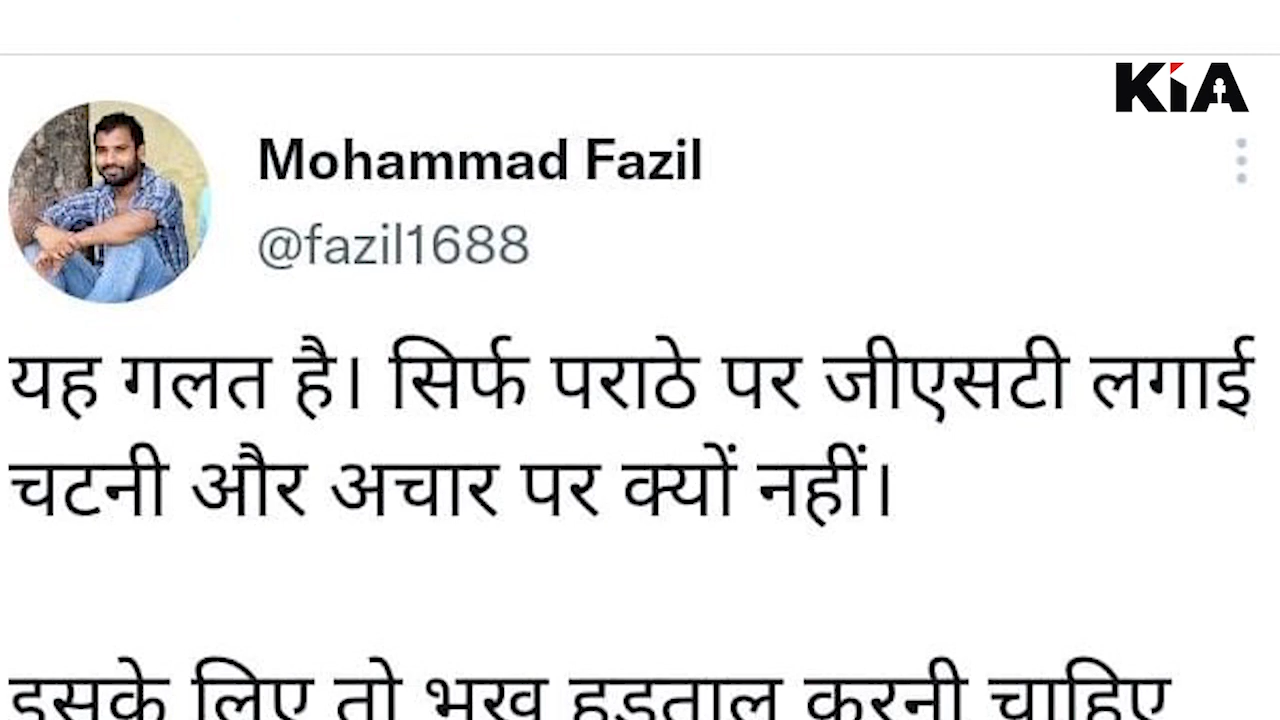 KiA
Mohammad Fazil
@fazil1688
यह गलत है। सिर्फ पराठे पर जीएसटी लगाई
चटनी और अचार पर क्यों नहीं।
इसके लिए तो भूख हड़ताल करनी चाहिए